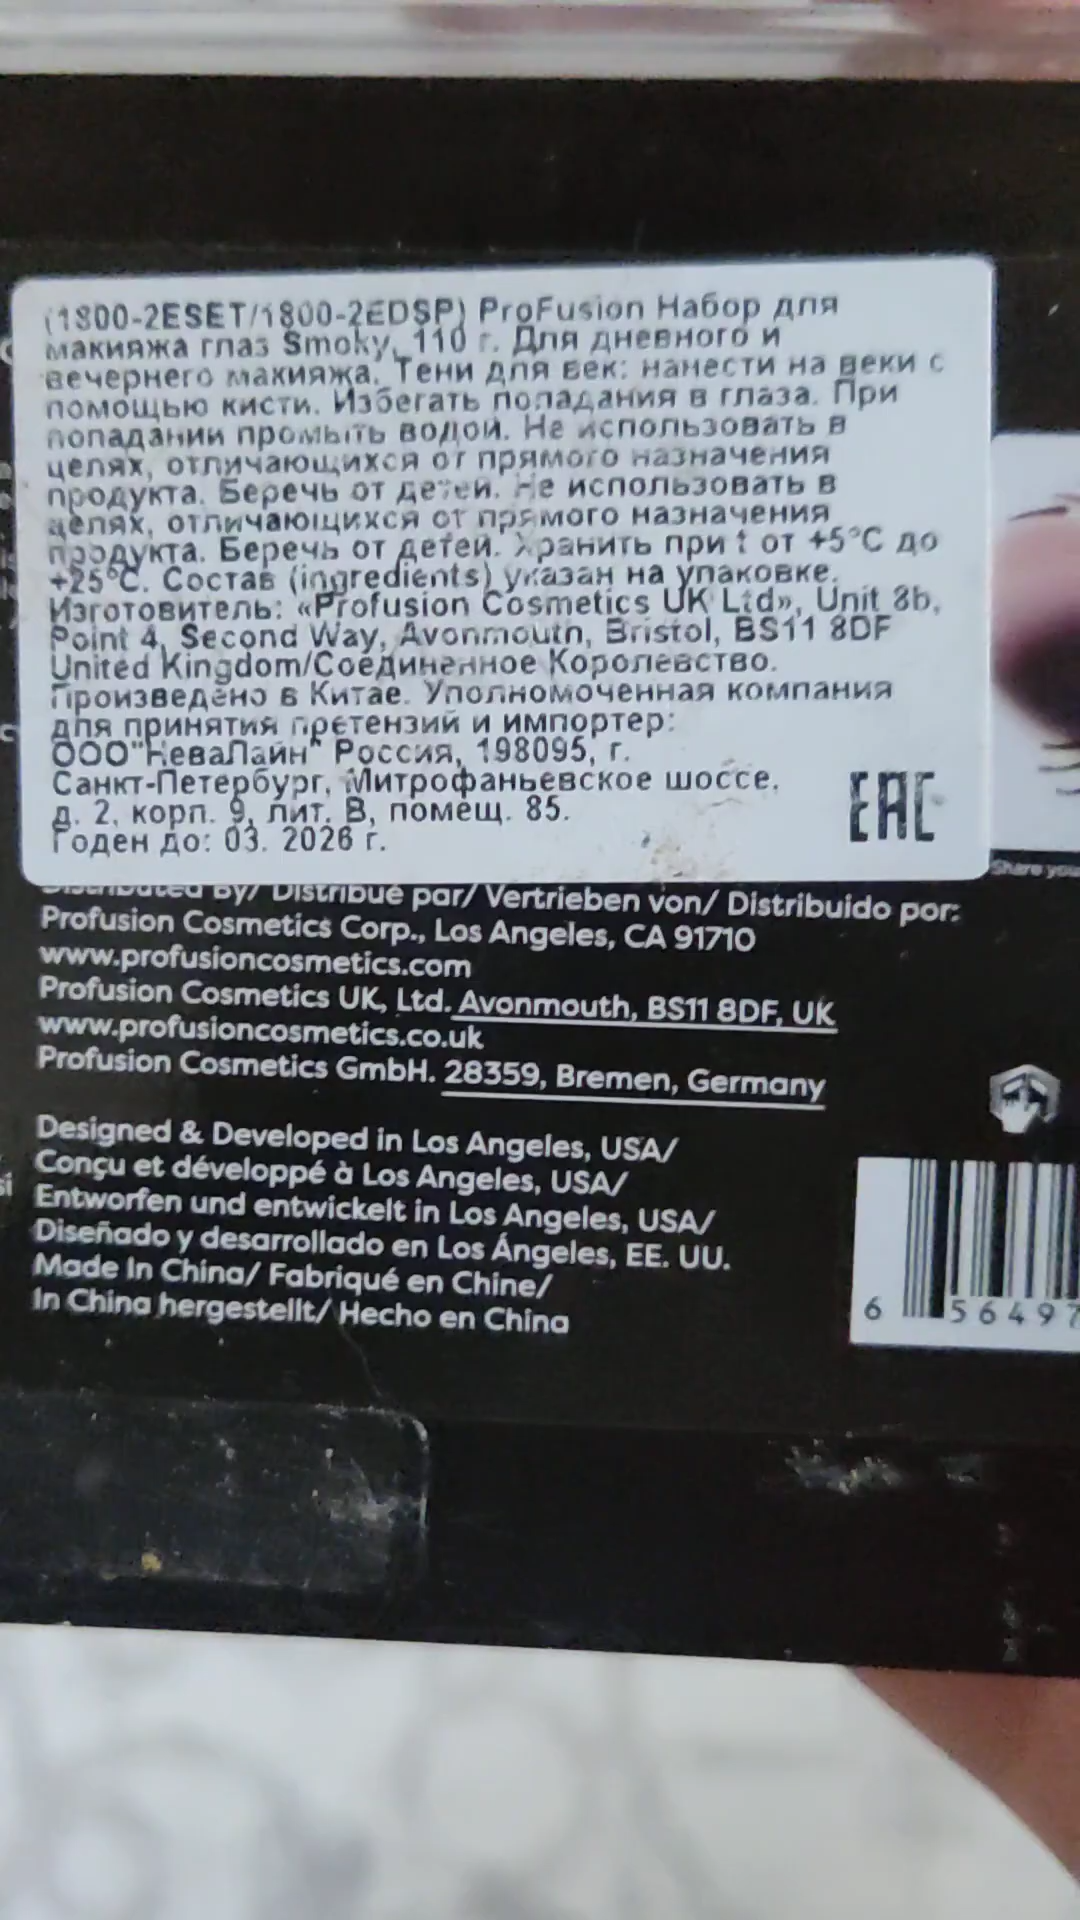 (1800-2ESET/1800-2EDSP) ProFusion Набор для
макияжа глаз Smoky, 110 г. Для дневного и
вечернего макияжа. Тени для век: нанести на веки с
помощью кисти. Избегать попадания в глаза. При
попадании промыть водой. Не использовать в
целях, отличающихся от прямого назначения
продукта. Беречь от детей. Не использовать в
целях, отличающихся от прямого назначения
продукта. Беречь от детей. Хранить при t от +5°C до
+25°C. Состав (ingredients) указан на упаковке.
Изготовитель: «Profusion Cosmetics UK Ltd», Unit 8b,
Point 4, Second Way, Avonmouth, Bristol, BS11 8DF
United Kingdom/Соединенное Королевство.
Произведено в Китае. Уполномоченная компания
для принятия претензий и импортер:
ООО"НеваЛайн" Россия, 198095, г.
Санкт-Петербург, Митрофаньевское шоссе,
д. 2, корп. 9, лит. В, помещ. 85.
Годен до: 03. 2026 г.
EAC
Share you
Distributed By/ Distribué par/ Vertrieben von/ Distribuido por:
Profusion Cosmetics Corp., Los Angeles, CA 91710
www.profusioncosmetics.com
Profusion Cosmetics UK, Ltd. Avonmouth, BS11 8DF, UK
www.profusioncosmetics.co.uk
Profusion Cosmetics GmbH. 28359, Bremen, Germany
Designed & Developed in Los Angeles, USA/
Conçu et développé à Los Angeles, USA/
Entworfen und entwickelt in Los Angeles, USA/
Diseñado y desarrollado en Los Ángeles, EE. UU.
Made In China/ Fabriqué en Chine/
In China hergestellt/ Hecho en China
6 56497